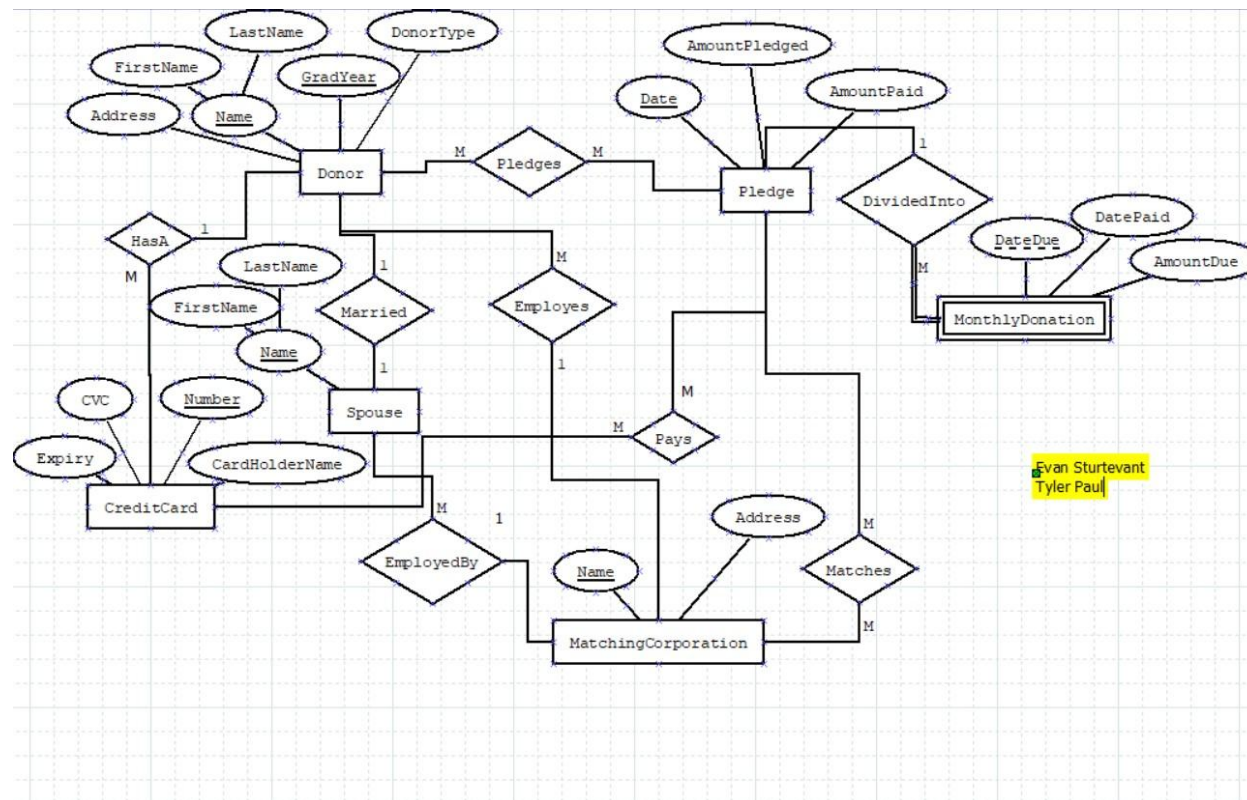 LastName
DonorType
AmountPledged
FirstName
GradYear
AmountPaid
Date
Address
Name
M
M
Pledges
1
Donor
Pledge
DividedInto
DatePaid
HasA
1
DateDue
LastName
M
M
1
AmountDue
M
FirstName
Married
Employes
MonthlyDonation
Name
1
1
M
CVC
Number
Spouse
M
Pays
Expiry
CardHolderName
Evan Sturtevant
Tyler Paul
CreditCard
M
1
Address
M
EmployedBy
Name
Matches
M
MatchingCorporation